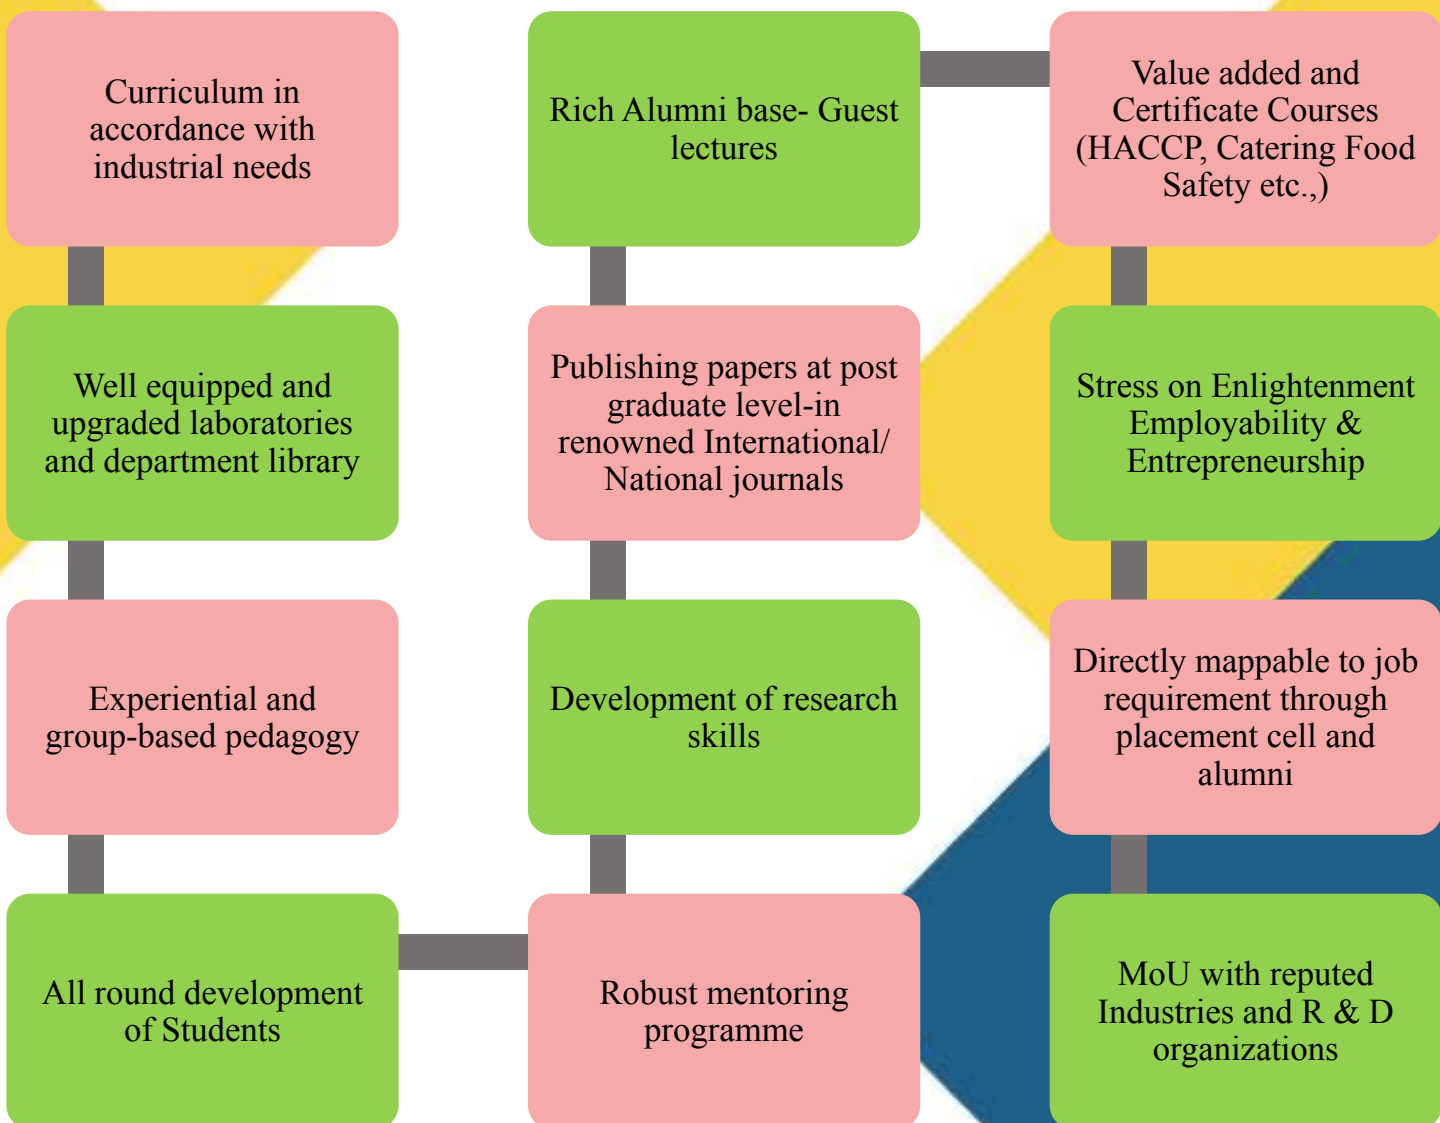 Curriculum in
accordance with
industrial needs
Well equipped and
upgraded laboratories
and department library
Experiential and
group-based pedagogy
All round development
of Students
Robust mentoring
programme
Development of research
skills
Publishing papers at post
graduate level-in
renowned International/
National journals
Rich Alumni base- Guest
lectures
Value added and
Certificate Courses
(HACCP, Catering Food
Safety etc.,)
Stress on Enlightenment
Employability &
Entrepreneurship
Directly mappable to job
requirement through
placement cell and
alumni
MoU with reputed
Industries and R & D
organizations